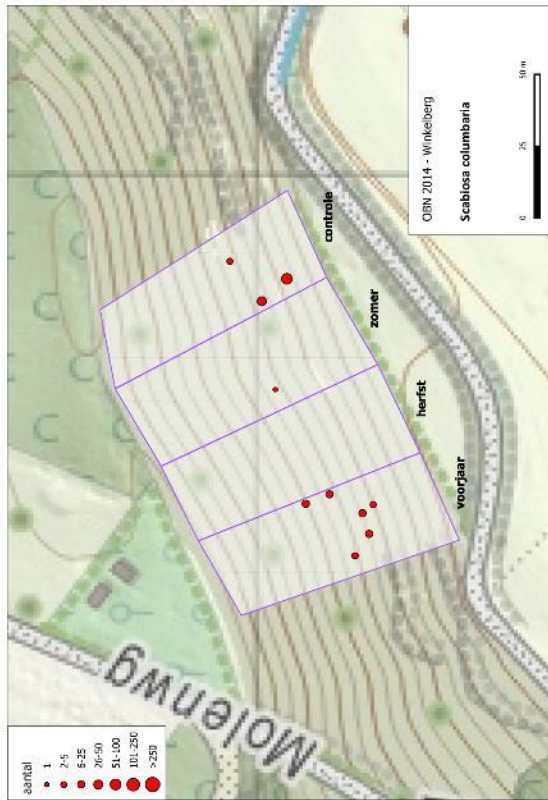 aantal
1
2-5
6-25
26-50
51-100
101-250
>250
Molenwg
voorjaar
herfst
zomer
controle
OBN 2014 - Winkelberg
Scabiosa columbaria
0 25 50 m